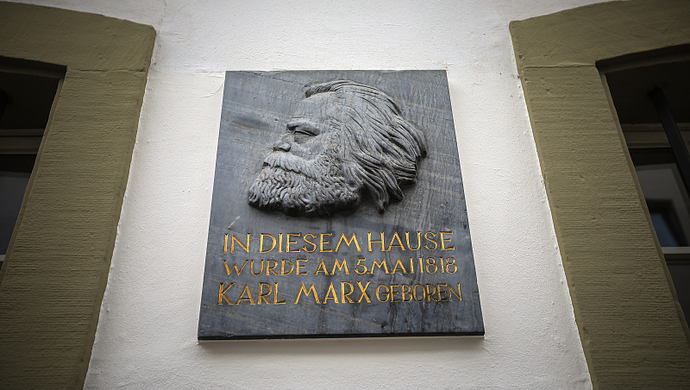 IN DIESEM HAUSE
WURDE AM 5. MAI 1818
KARL MARX GEBOREN